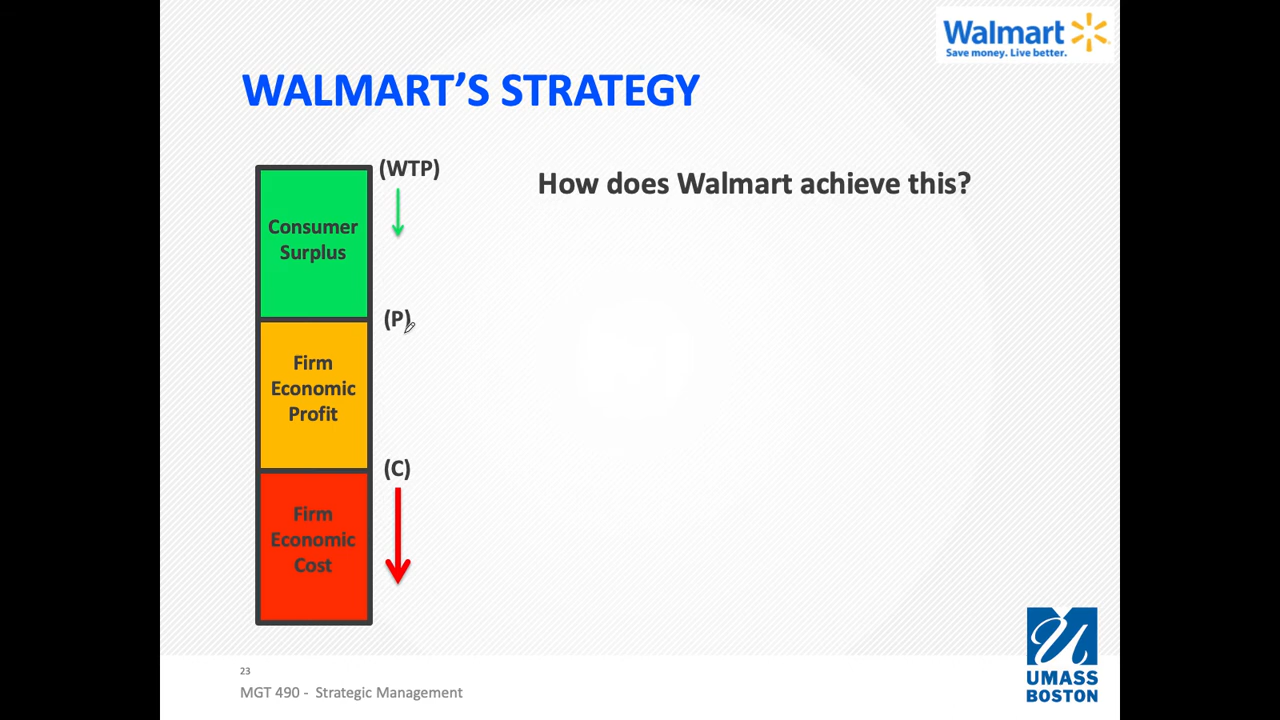 Walmart
Save money. Live better.
WALMART’S STRATEGY
(WTP)
How does Walmart achieve this?
Consumer
Surplus
(P)
Firm
Economic
Profit
(C)
Firm
Economic
Cost
23
MGT 490 - Strategic Management
UMASS
BOSTON